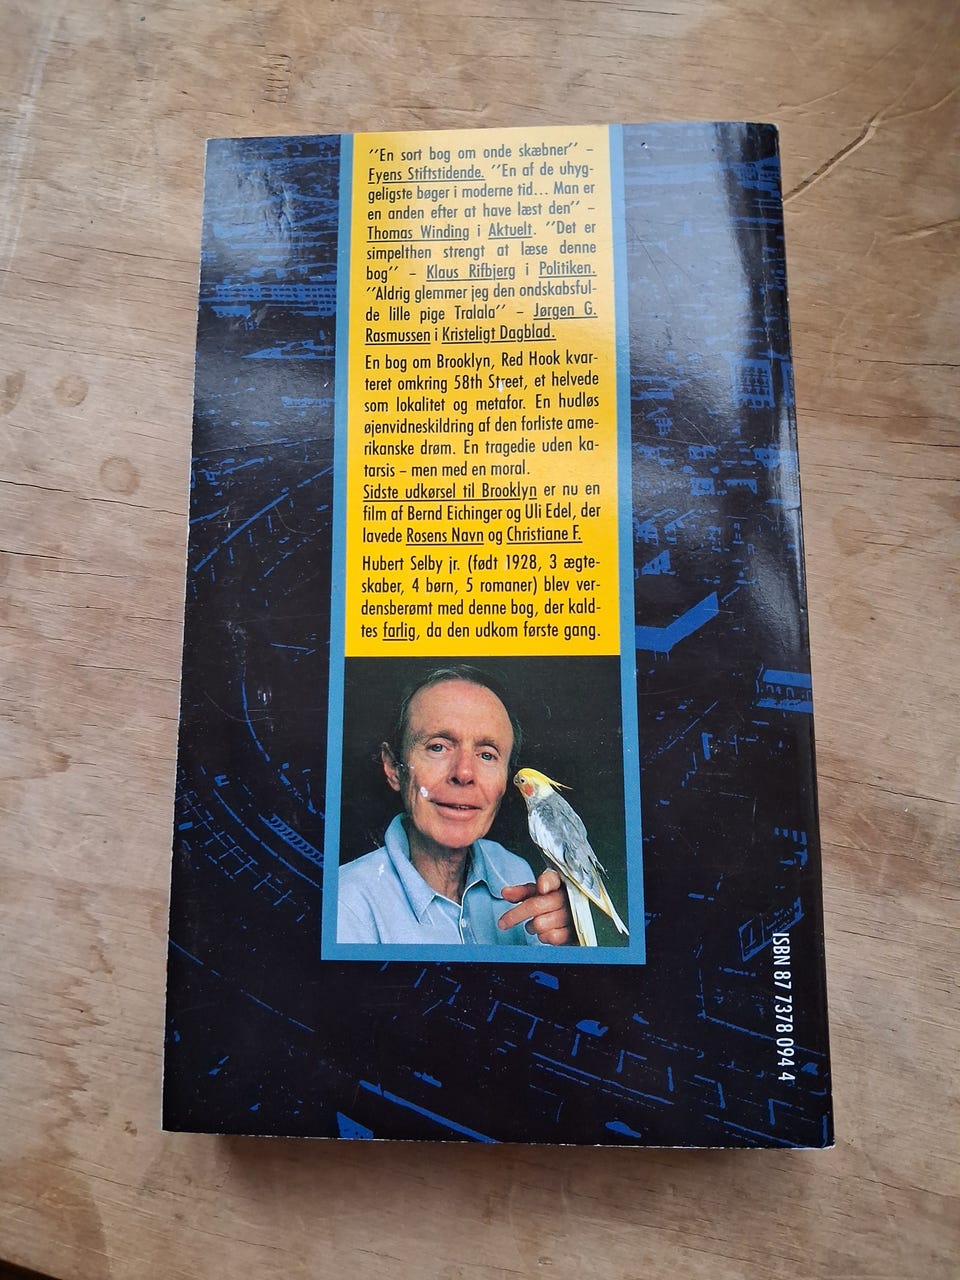 ´´En sort bog om onde skæbner´´ –
Fyens Stiftstidende. ´´En af de uhyg-
geligste bøger i moderne tid... Man er
en anden efter at have læst den´´ –
Thomas Winding i Aktuelt. ´´Det er
simpelthen strengt at læse denne
bog´´ – Klaus Rifbjerg i Politiken.
´´Aldrig glemmer jeg den ondskabsful-
de lille pige Tralala´´ – Jørgen G.
Rasmussen i Kristeligt Dagblad.
En bog om Brooklyn, Red Hook kvar-
teret omkring 58th Street, et helvede
som lokalitet og metafor. En hudløs
øjenvidneskildring af den forliste ame-
rikanske drøm. En tragedie uden ka-
tarsis – men med en moral.
Sidste udkørsel til Brooklyn er nu en
film af Bernd Eichinger og Uli Edel, der
lavede Rosens Navn og Christiane F.
Hubert Selby jr. (født 1928, 3 ægte-
skaber, 4 børn, 5 romaner) blev ver-
densberømt med denne bog, der kald-
tes farlig, da den udkom første gang.
ISBN 87 7378 094 4